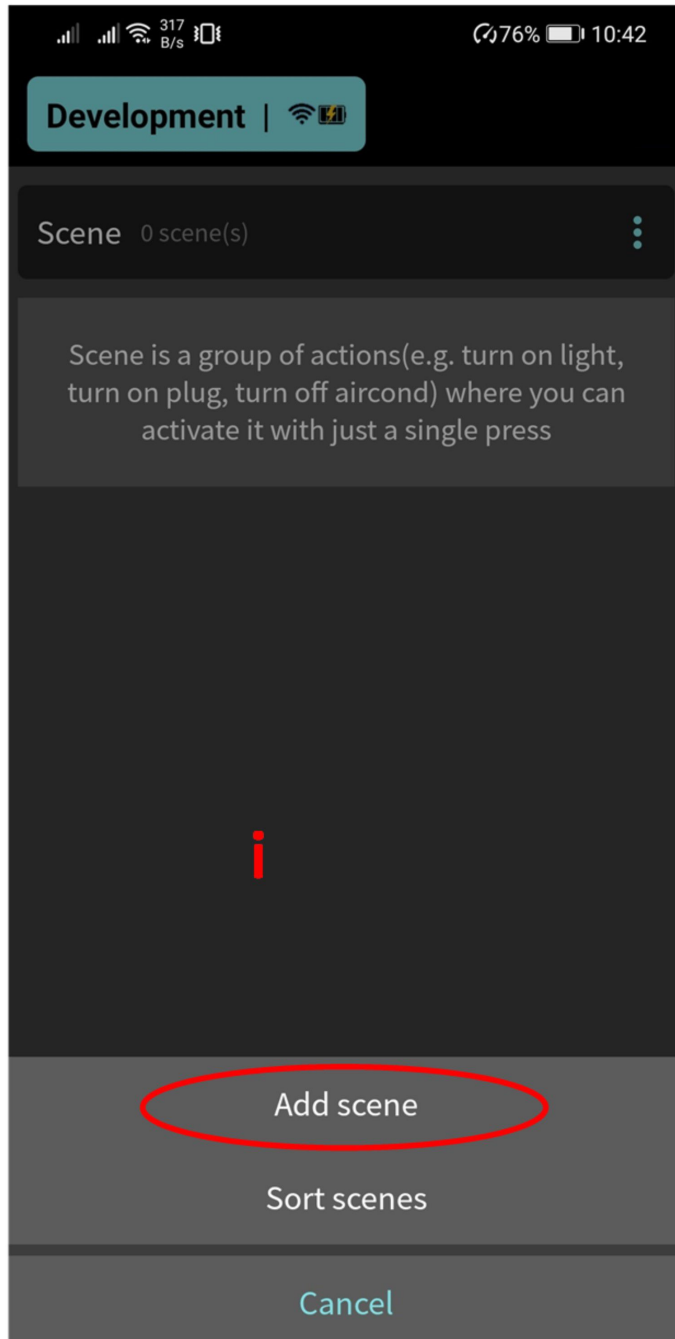 317
B/s
76% 10:42
Development |
Scene 0 scene(s)
Scene is a group of actions(e.g. turn on light,
turn on plug, turn off aircond) where you can
activate it with just a single press
i
Add scene
Sort scenes
Cancel